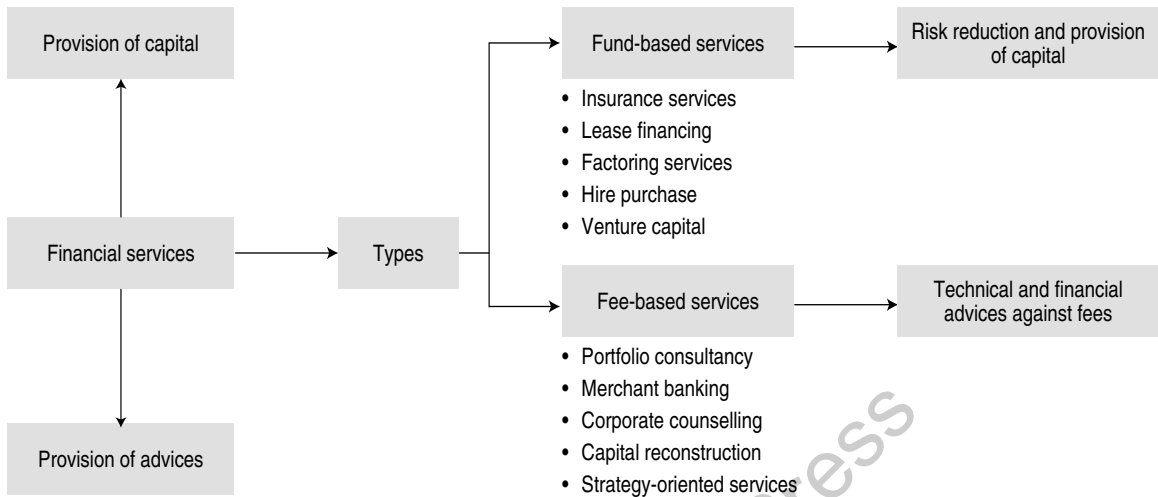 Provision of capital
Financial services
Provision of advices
Types
Fund-based services
• Insurance services
• Lease financing
• Factoring services
• Hire purchase
• Venture capital
Risk reduction and provision
of capital
Fee-based services
• Portfolio consultancy
• Merchant banking
• Corporate counselling
• Capital reconstruction
• Strategy-oriented services
Technical and financial
advices against fees
ress